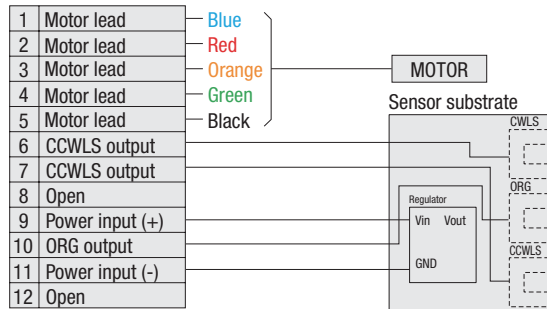 1 Motor lead Blue
2 Motor lead Red
3 Motor lead Orange
4 Motor lead Green
5 Motor lead Black
6 CCWLS output
7 CCWLS output
8 Open
9 Power input (+)
10 ORG output
11 Power input (-)
12 Open
MOTOR
Sensor substrate
CWLS
ORG
CCWLS
Regulator
Vin Vout
GND